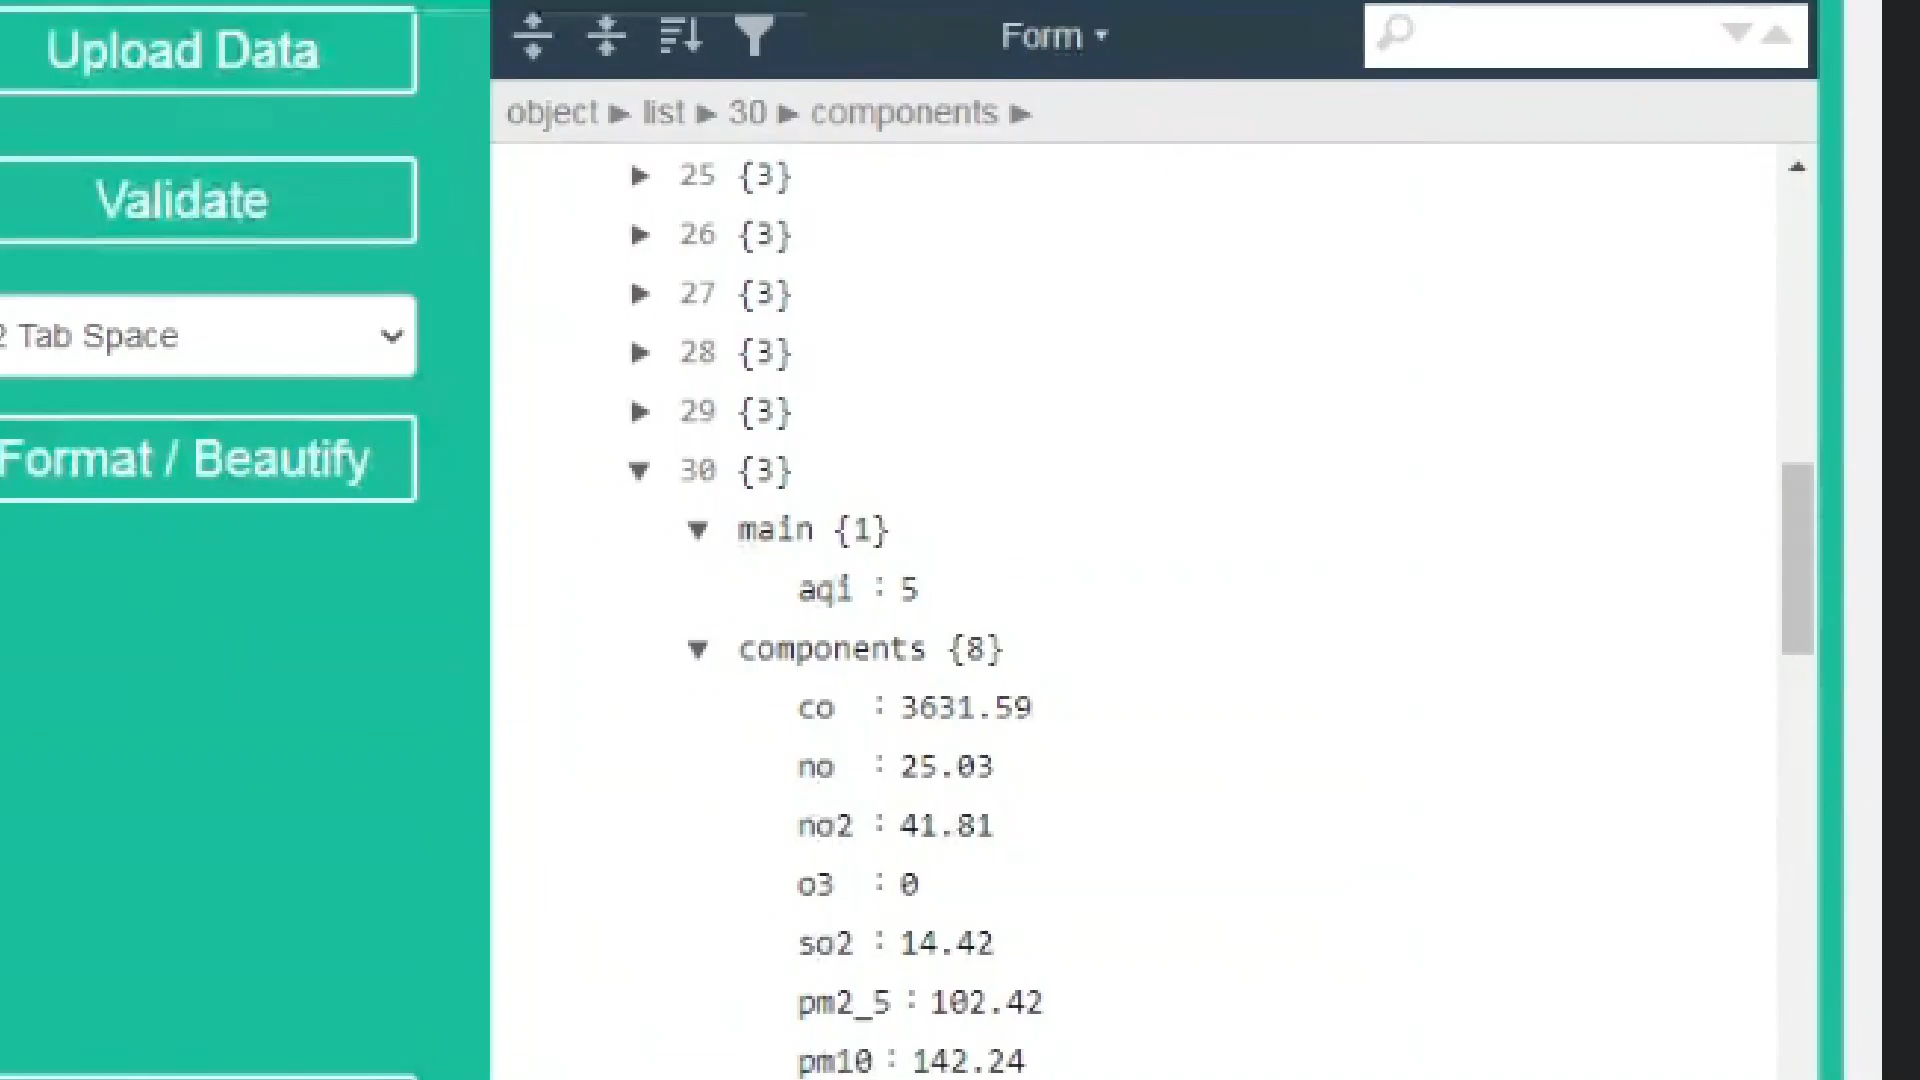 Upload Data
Validate
2 Tab Space
Format / Beautify
Form
object ▶ list ▶ 30 ▶ components ▶
25 {3}
26 {3}
27 {3}
28 {3}
29 {3}
30 {3}
main {1}
aqi : 5
components {8}
co : 3631.59
no : 25.03
no2 : 41.81
o3 : 0
so2 : 14.42
pm2_5 : 102.42
pm10 : 142.24